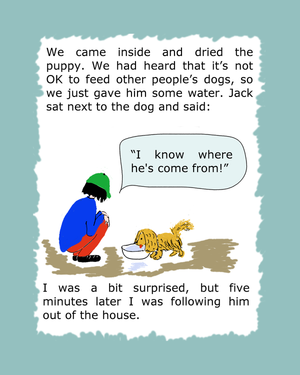 We came inside and dried the
puppy. We had heard that it’s not
OK to feed other people’s dogs, so
we just gave him some water. Jack
sat next to the dog and said:
“I know where
he's come from!”
I was a bit surprised, but five
minutes later I was following him
out of the house.